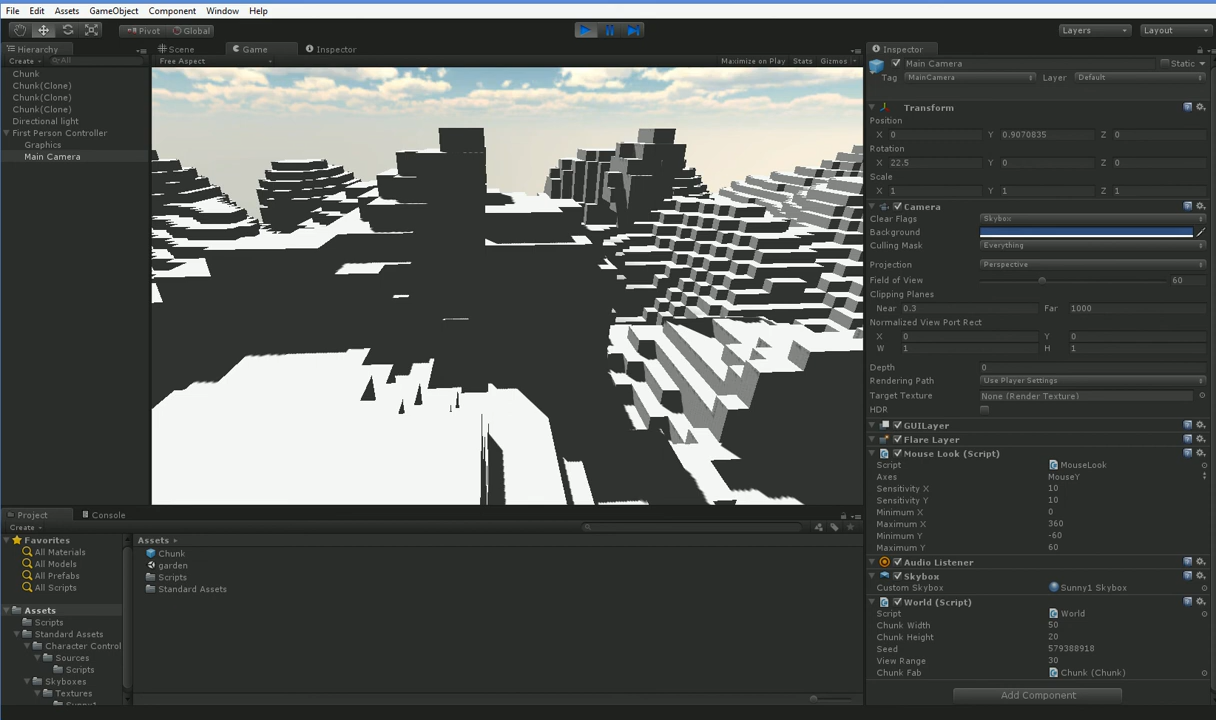 File Edit Assets GameObject Component Window Help
Pivot Global Layers Layout
Hierarchy Scene Game Inspector Inspector
Create All Free Aspect Maximize on Play Stats Gizmos
Main Camera Static
Tag MainCamera Layer Default
Chunk
Chunk(Clone)
Chunk(Clone)
Chunk(Clone)
Directional light
First Person Controller
Graphics
Main Camera
Transform
Position
X 0 Y 0.9070835 Z 0
Rotation
X 22.5 Y 0 Z 0
Scale
X 1 Y 1 Z 1
Camera
Clear Flags Skybox
Background
Culling Mask Everything
Projection Perspective
Field of View 60
Clipping Planes
Near 0.3 Far 1000
Normalized View Port Rect
X 0 Y 0
W 1 H 1
Depth 0
Rendering Path Use Player Settings
Target Texture None (Render Texture)
HDR
GUILayer
Flare Layer
Mouse Look (Script)
Script MouseLook
Axes MouseY
Sensitivity X 10
Sensitivity Y 10
Minimum X 0
Maximum X 360
Minimum Y -60
Maximum Y 60
Audio Listener
Skybox
Custom Skybox Sunny1 Skybox
World (Script)
Script World
Chunk Width 50
Chunk Height 20
Seed 579388918
View Range 30
Chunk Fab Chunk (Chunk)
Add Component
Project Console
Create
Favorites
All Materials
All Models
All Prefabs
All Scripts
Assets
Scripts
Standard Assets
Character Control
Sources
Scripts
Skyboxes
Textures
Sunny1
Assets
Chunk
garden
Scripts
Standard Assets